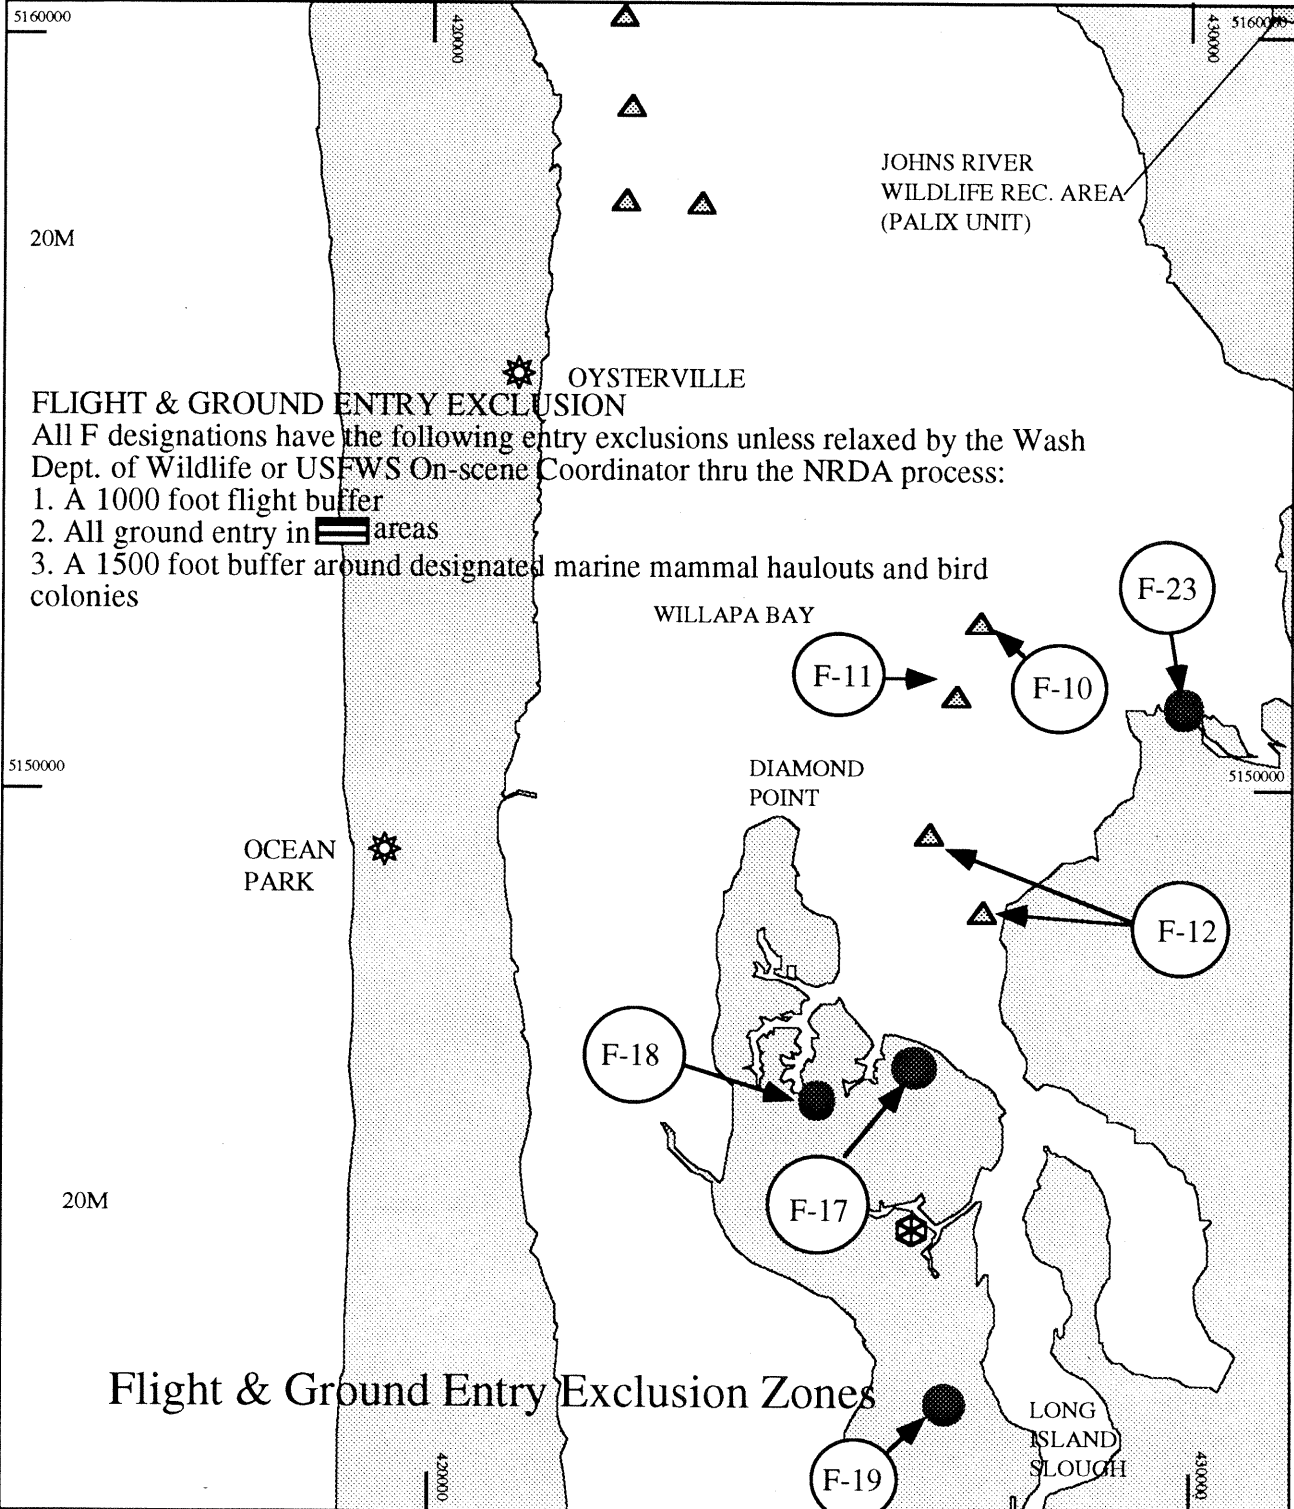 5160000
420000
430000
5160000
JOHNS RIVER
WILDLIFE REC. AREA
(PALIX UNIT)
20M
OYSTERVILLE
FLIGHT & GROUND ENTRY EXCLUSION
All F designations have the following entry exclusions unless relaxed by the Wash
Dept. of Wildlife or USFWS On-scene Coordinator thru the NRDA process:
1. A 1000 foot flight buffer
2. All ground entry in areas
3. A 1500 foot buffer around designated marine mammal haulouts and bird
colonies
WILLAPA BAY
F-23
F-11
F-10
5150000
DIAMOND
POINT
5150000
OCEAN
PARK
F-12
F-18
20M
F-17
Flight & Ground Entry Exclusion Zones
LONG
ISLAND
SLOUGH
F-19
420000
430000